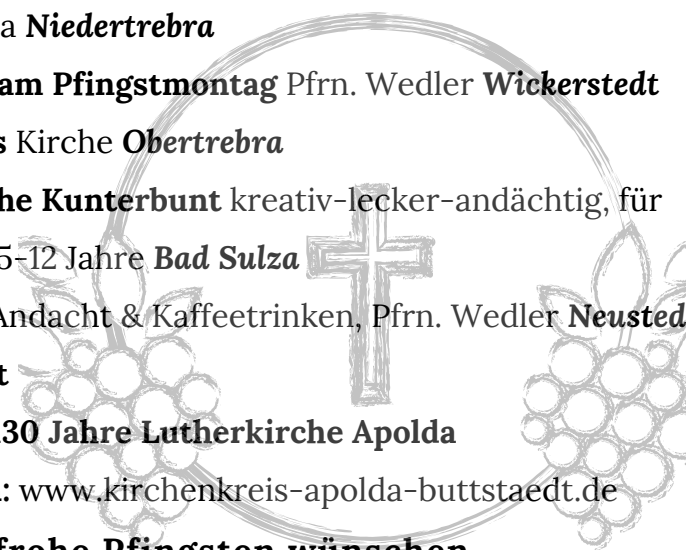 a Niedertrebra
am Pfingstmontag Pfrn. Wedler Wickerstedt
s Kirche Obertrebra
he Kunterbunt kreativ-lecker-andächtig, für
5-12 Jahre Bad Sulza
Andacht & Kaffeetrinken, Pfrn. Wedler Neusted
t
30 Jahre Lutherkirche Apolda
: www.kirchenkreis-apolda-buttstaedt.de
frohe Pfingsten wünschen